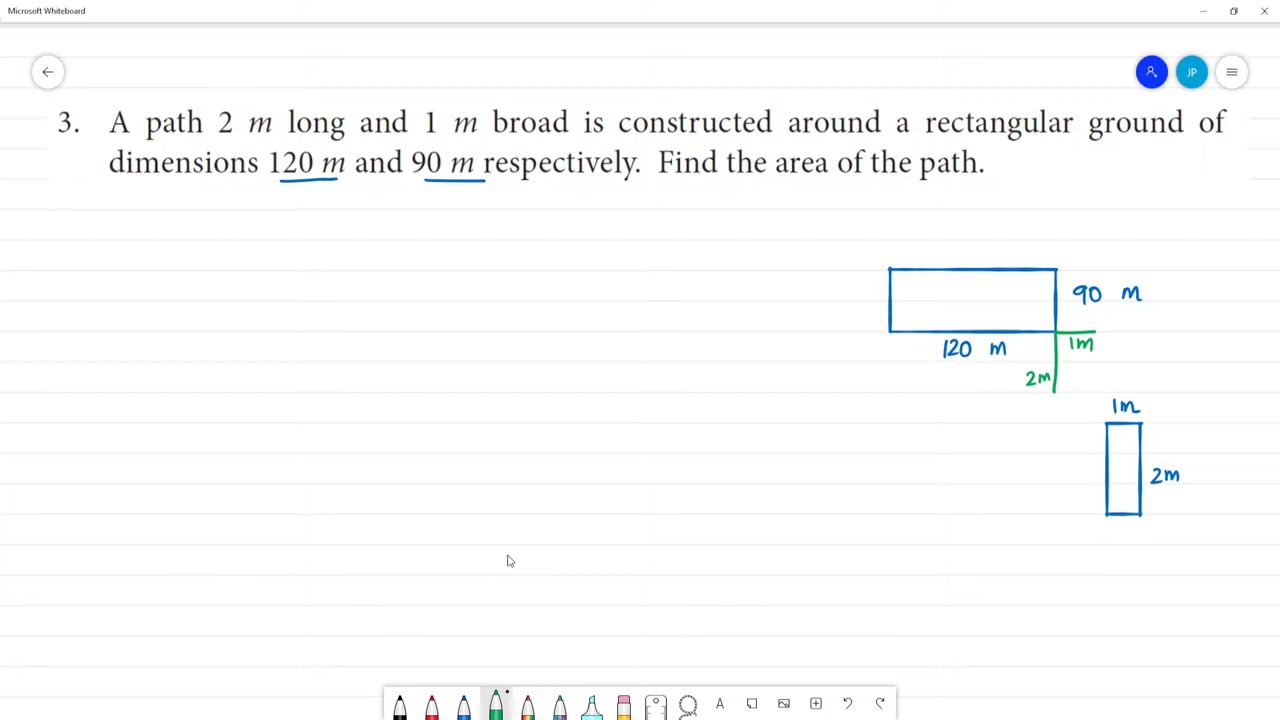 Microsoft Whiteboard
JP
3. A path 2 m long and 1 m broad is constructed around a rectangular ground of
dimensions 120 m and 90 m respectively. Find the area of the path.
90 m
120 m
1m
2m
1m
2m
A